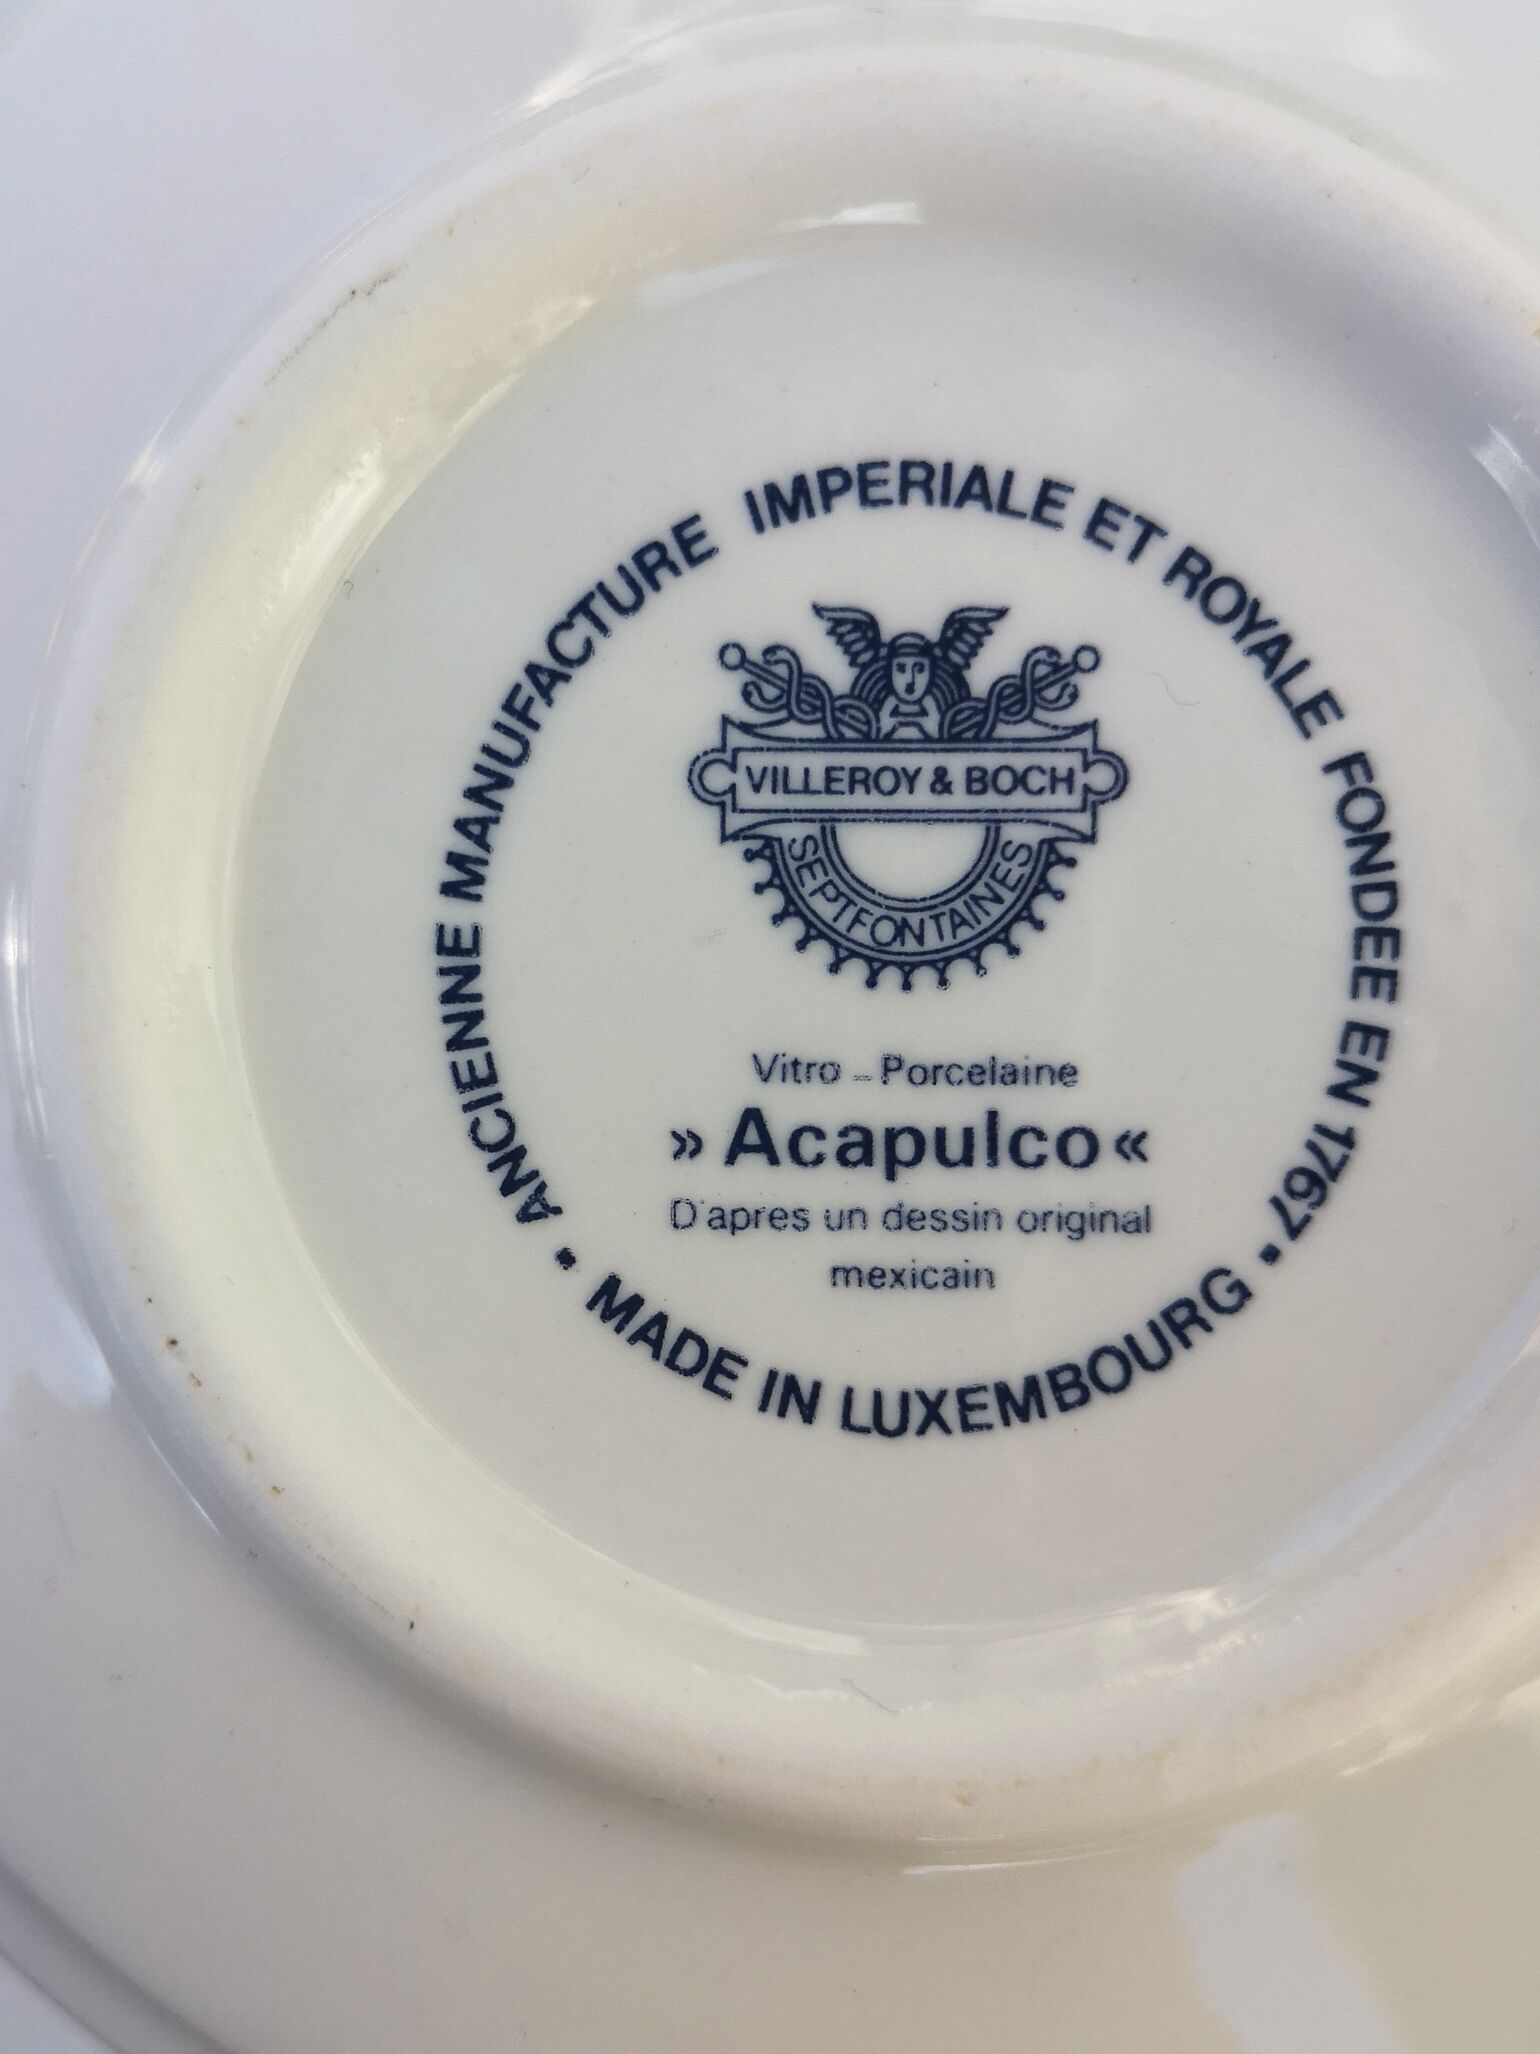 ANCIENNE MANUFACTURE IMPERIALE ET ROYALE FONDEE EN 1767 •
VILLEROY & BOCH
SEPTFONTAINES
Vitro - Porcelaine
» Acapulco «
D'apres un dessin original
mexicain
• MADE IN LUXEMBOURG